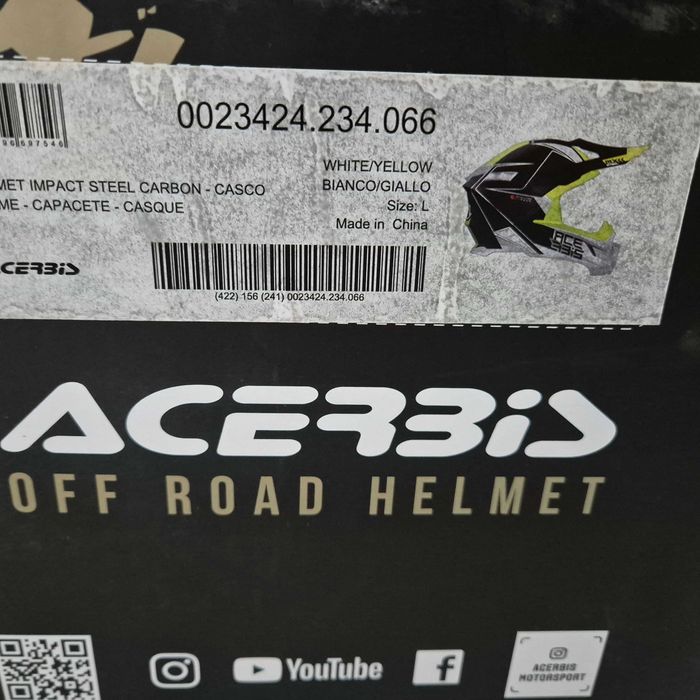 0023424.234.066
96697546
WHITE/YELLOW
MET IMPACT STEEL CARBON - CASCO
BIANCO/GIALLO
ME - CAPACETE - CASQUE
Size: L
Made in China
ACERBIS
(422) 156 (241) 0023424.234.066
ACERBIS
OFF ROAD HELMET
YouTube
ACERBIS
MOTORSPORT